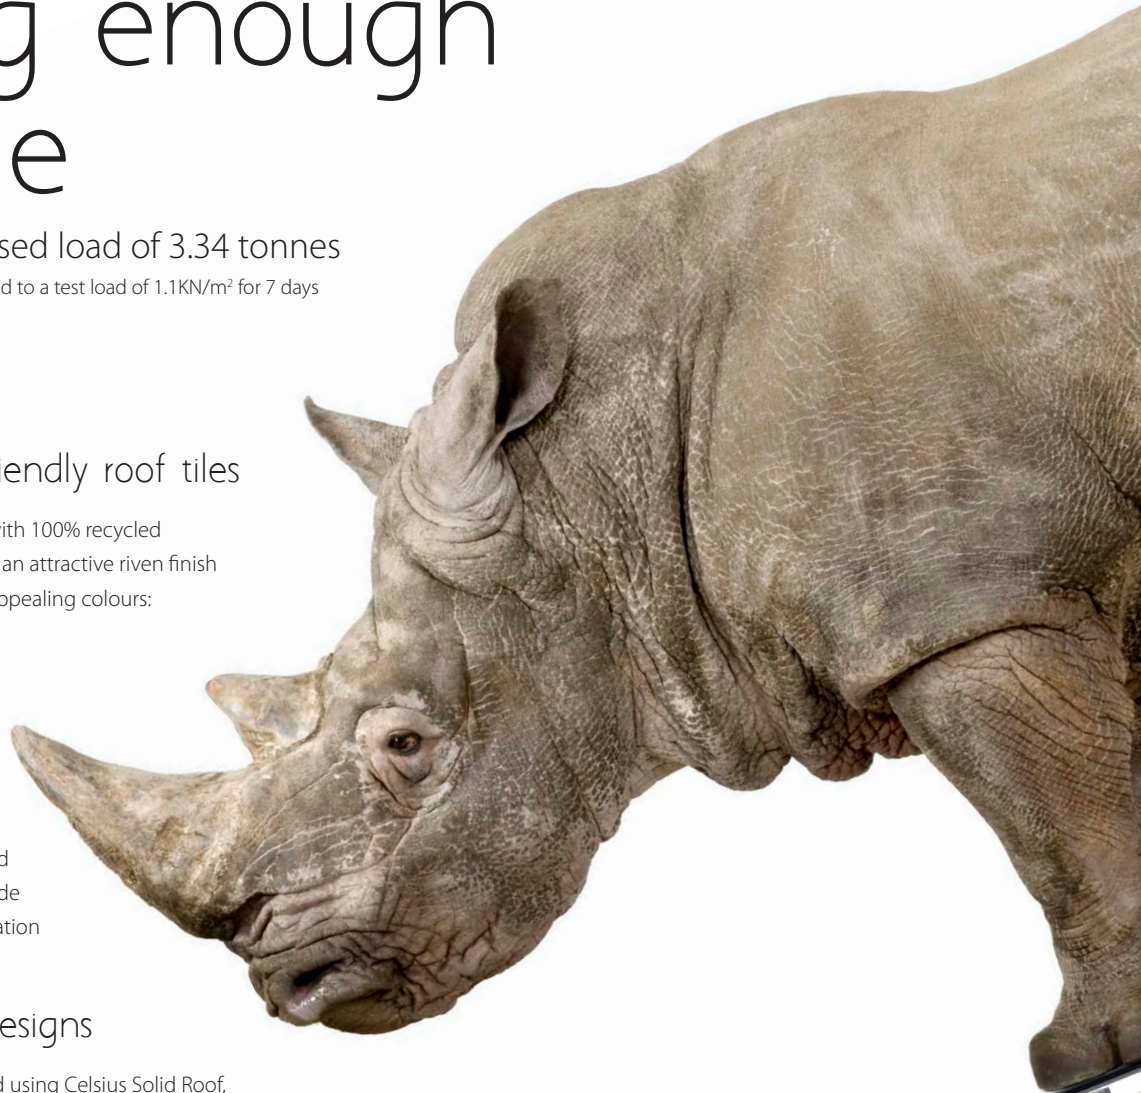 g enough
e
sed load of 3.34 tonnes
d to a test load of 1.1KN/m² for 7 days
iendly roof tiles
ith 100% recycled
an attractive riven finish
ppealing colours:
d
de
ation
esigns
d using Celsius Solid Roof,